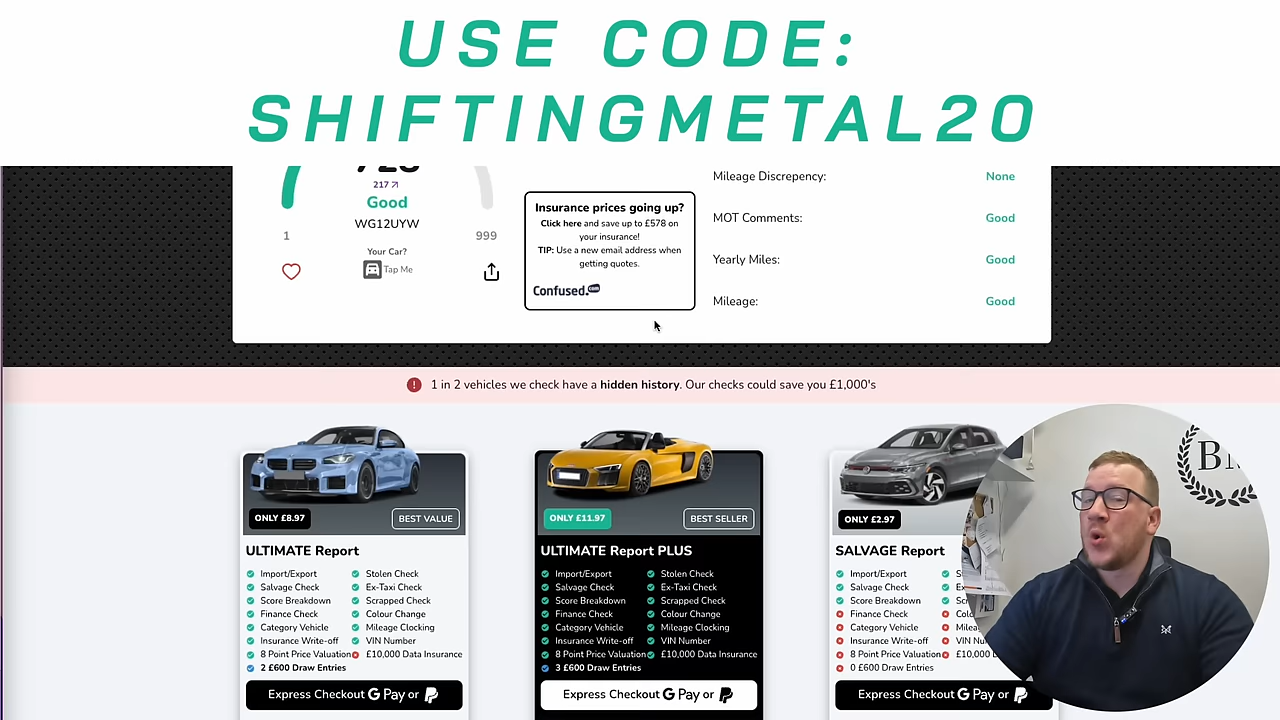 USE CODE:
SHIFTINGMETAL20
217
Good
WG12UYW
1
999
Your Car?
Tap Me
Insurance prices going up?
Click here and save up to £578 on
your insurance!
TIP: Use a new email address when
getting quotes.
Confused.com
Mileage Discrepency: None
MOT Comments: Good
Yearly Miles: Good
Mileage: Good
1 in 2 vehicles we check have a hidden history. Our checks could save you £1,000's
ONLY £8.97
BEST VALUE
ULTIMATE Report
Import/Export Stolen Check
Salvage Check Ex-Taxi Check
Score Breakdown Scrapped Check
Finance Check Colour Change
Category Vehicle Mileage Clocking
Insurance Write-off VIN Number
8 Point Price Valuation £10,000 Data Insurance
2 £600 Draw Entries
Express Checkout G Pay or
ONLY £11.97
BEST SELLER
ULTIMATE Report PLUS
Import/Export Stolen Check
Salvage Check Ex-Taxi Check
Score Breakdown Scrapped Check
Finance Check Colour Change
Category Vehicle Mileage Clocking
Insurance Write-off VIN Number
8 Point Price Valuation £10,000 Data Insurance
3 £600 Draw Entries
Express Checkout G Pay or
ONLY £2.97
SALVAGE Report
Import/Export
Salvage Check
Score Breakdown
Finance Check
Category Vehicle
Insurance Write-off
8 Point Price Valuation
0 £600 Draw Entries
Express Checkout G Pay or